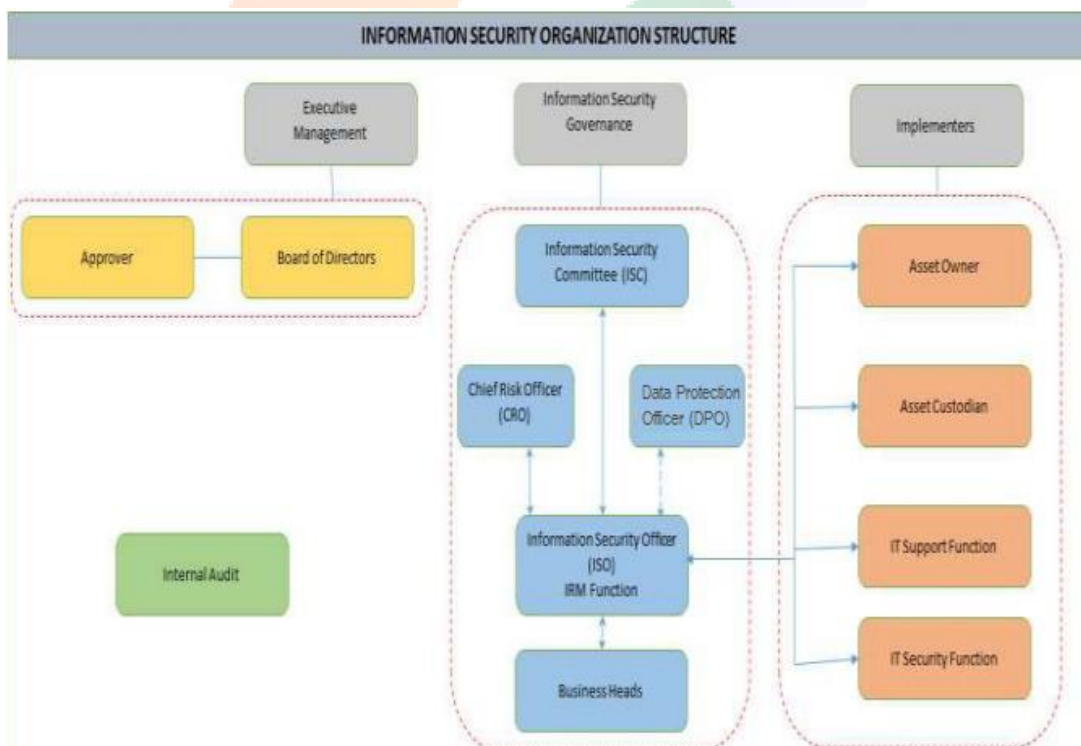 INFORMATION SECURITY ORGANIZATION STRUCTURE
Executive
Management
Information Security
Governance
Implementers
Approver
Board of Directors
Information Security
Committee (ISC)
Asset Owner
Chief Risk Officer
(CRO)
Data Protection
Officer (DPO)
Asset Custodian
Internal Audit
Information Security Officer
(ISO)
IRM Function
IT Support Function
Business Heads
IT Security Function